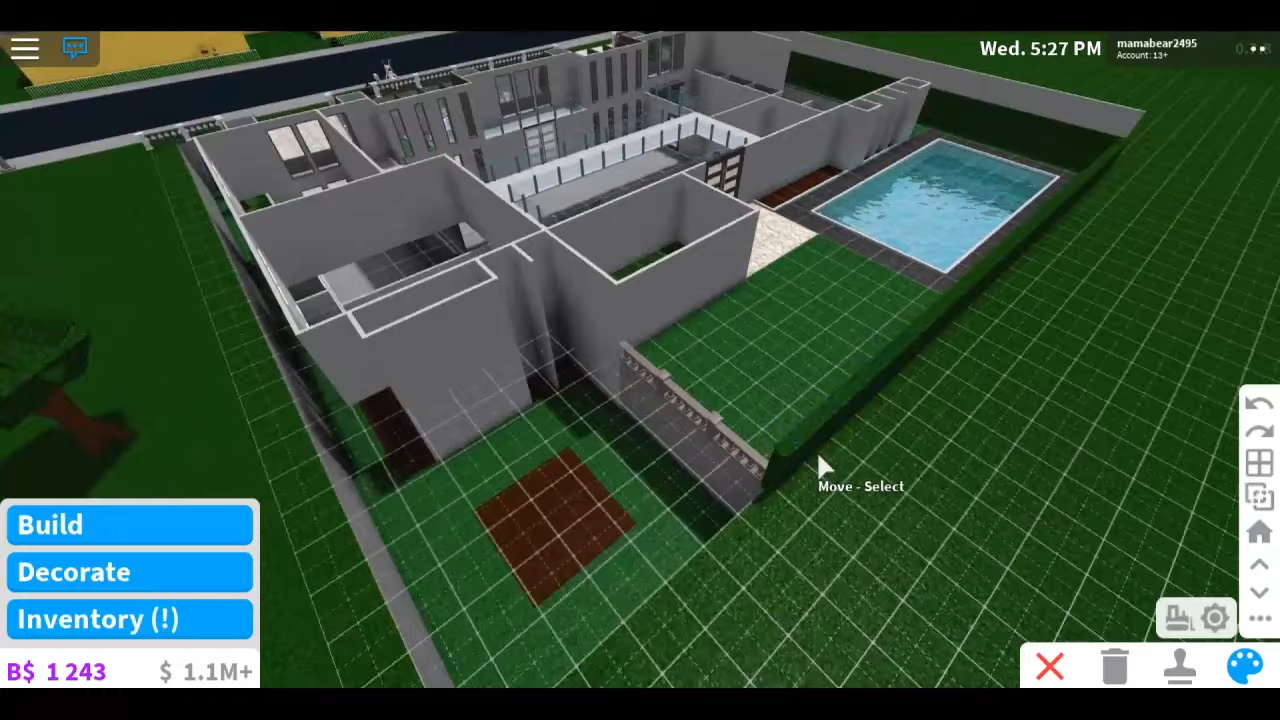 Wed. 5:27 PM
mamabear2495
Account: 13+
Move - Select
Build
Decorate
Inventory (!)
B$ 1 243
$ 1.1M+